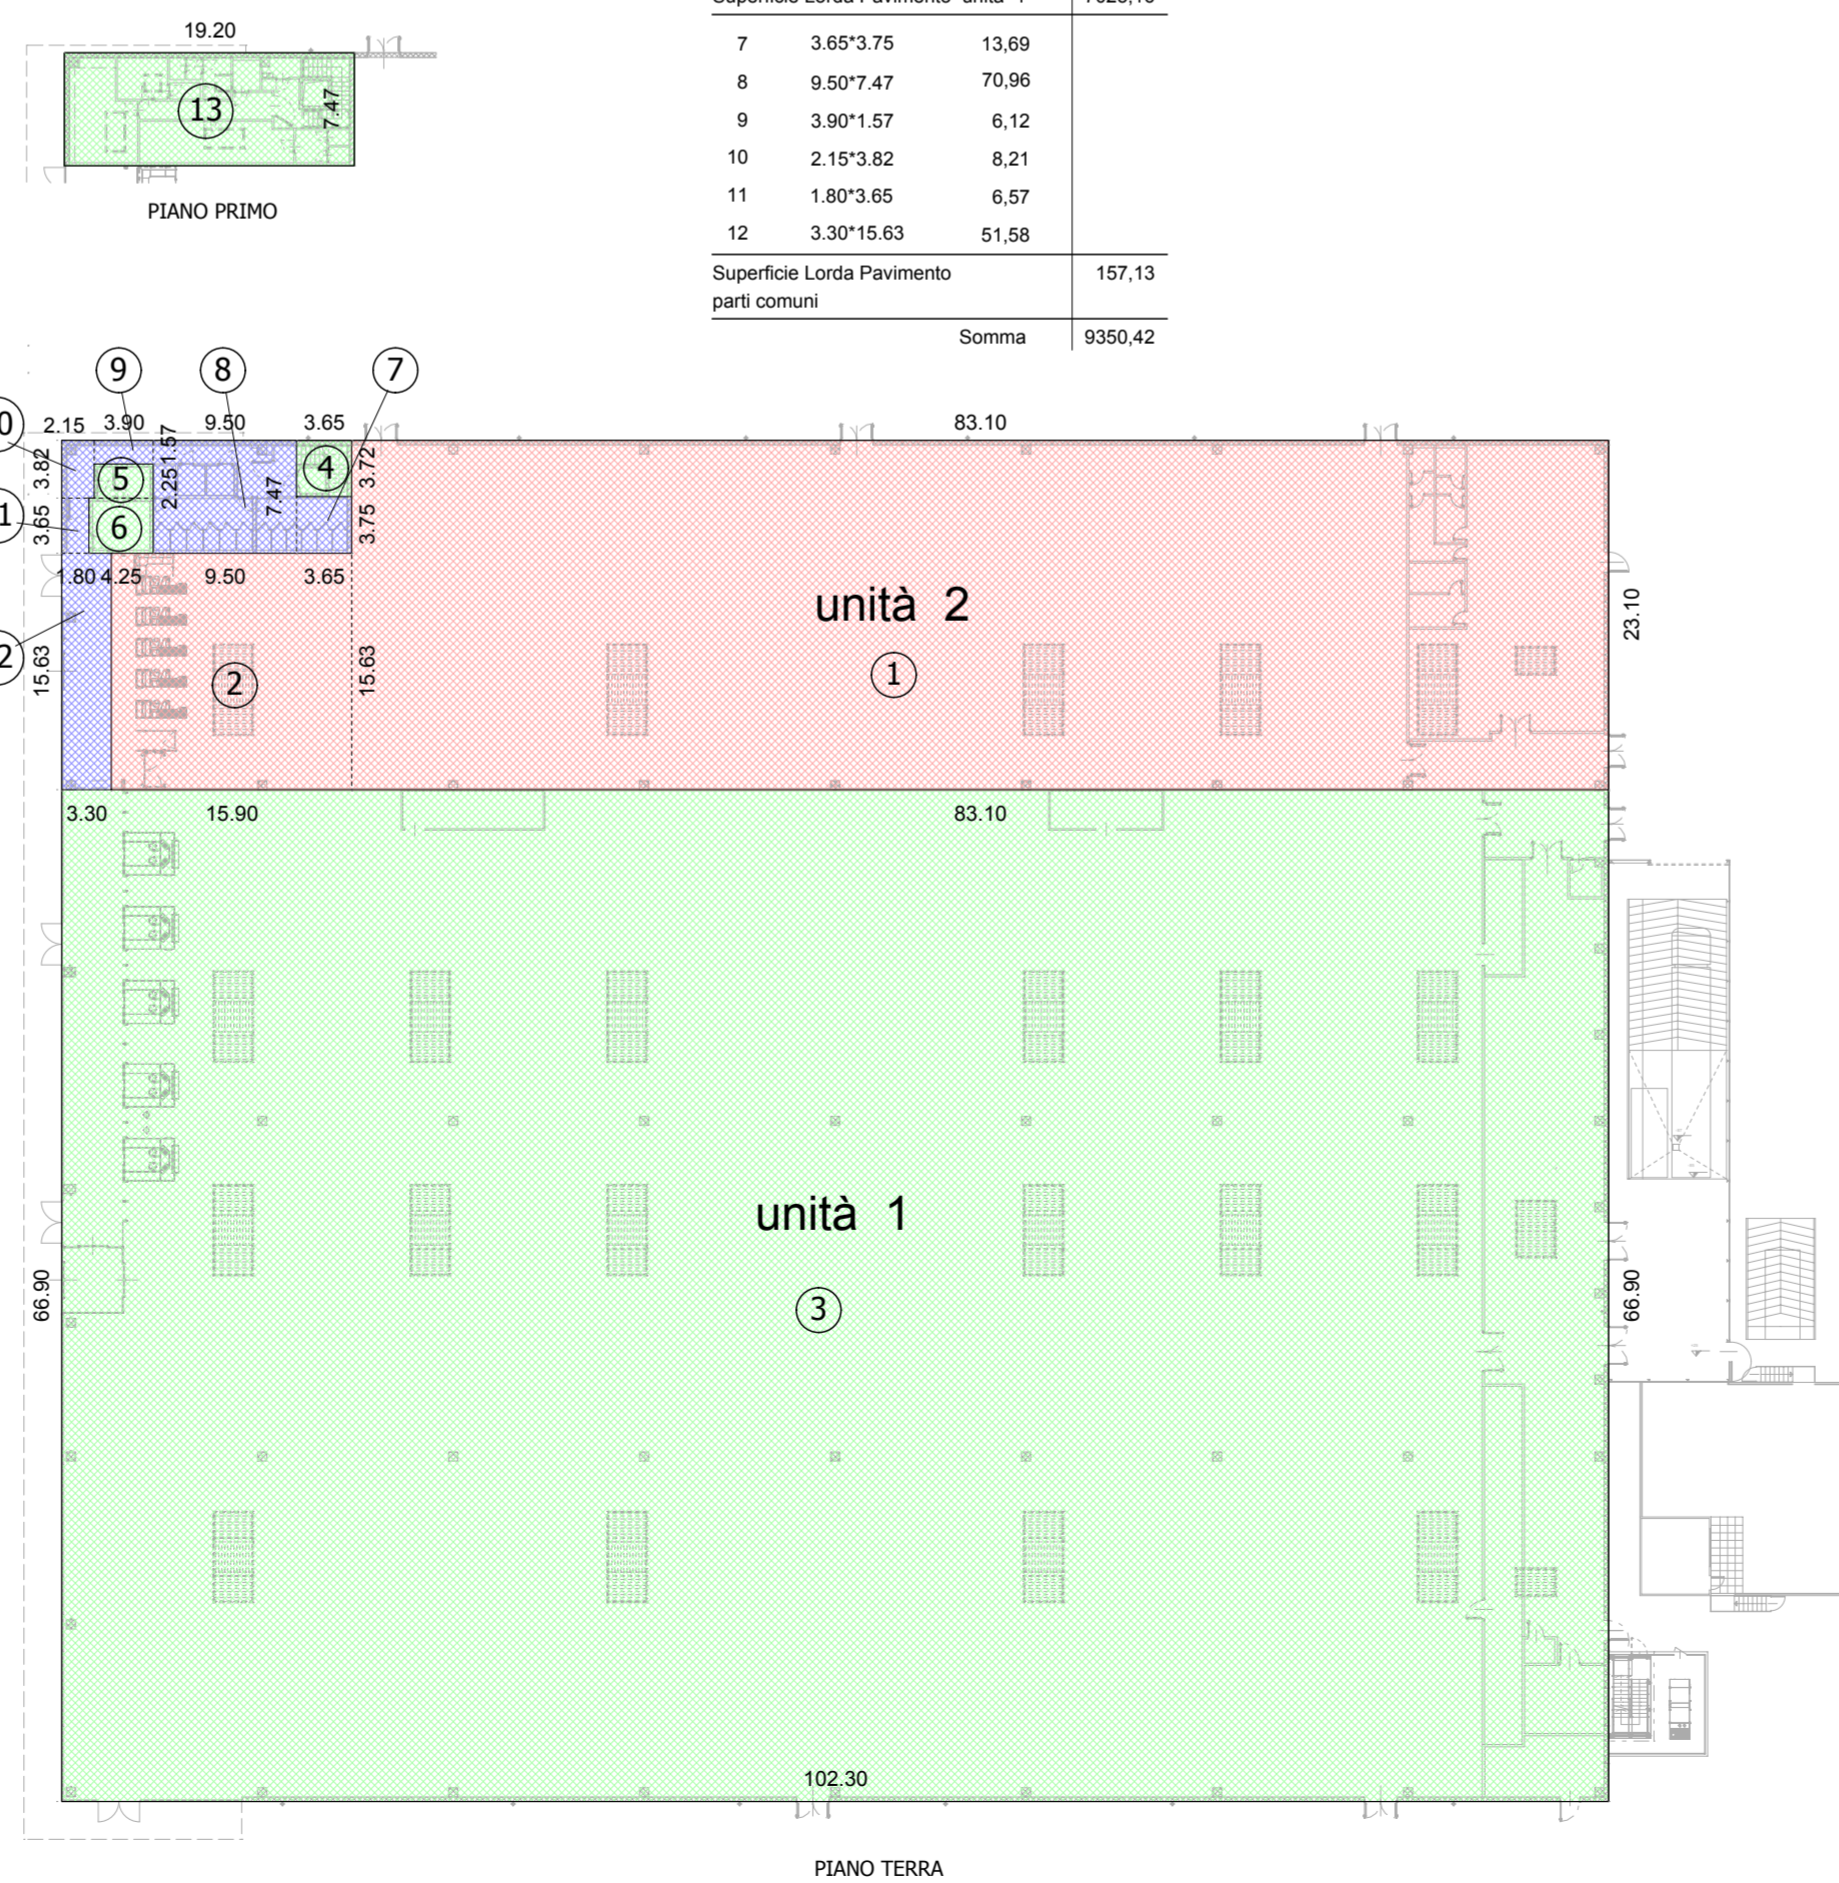 19.20
13
7.47
PIANO PRIMO
7 3.65*3.75 13,69
8 9.50*7.47 70,96
9 3.90*1.57 6,12
10 2.15*3.82 8,21
11 1.80*3.65 6,57
12 3.30*15.63 51,58
Superficie Lorda Pavimento 157,13
parti comuni
Somma 9350,42
9 8 7
2.15 3.90 9.50 3.65 83.10
3.82 1.57 3.72
5 2.25 4
3.65 6 7.47 3.75
1.80 4.25 9.50 3.65
unità 2
23.10
15.63 2 15.63 1
3.30 15.90 83.10
unità 1
66.90 3 66.90
102.30
PIANO TERRA